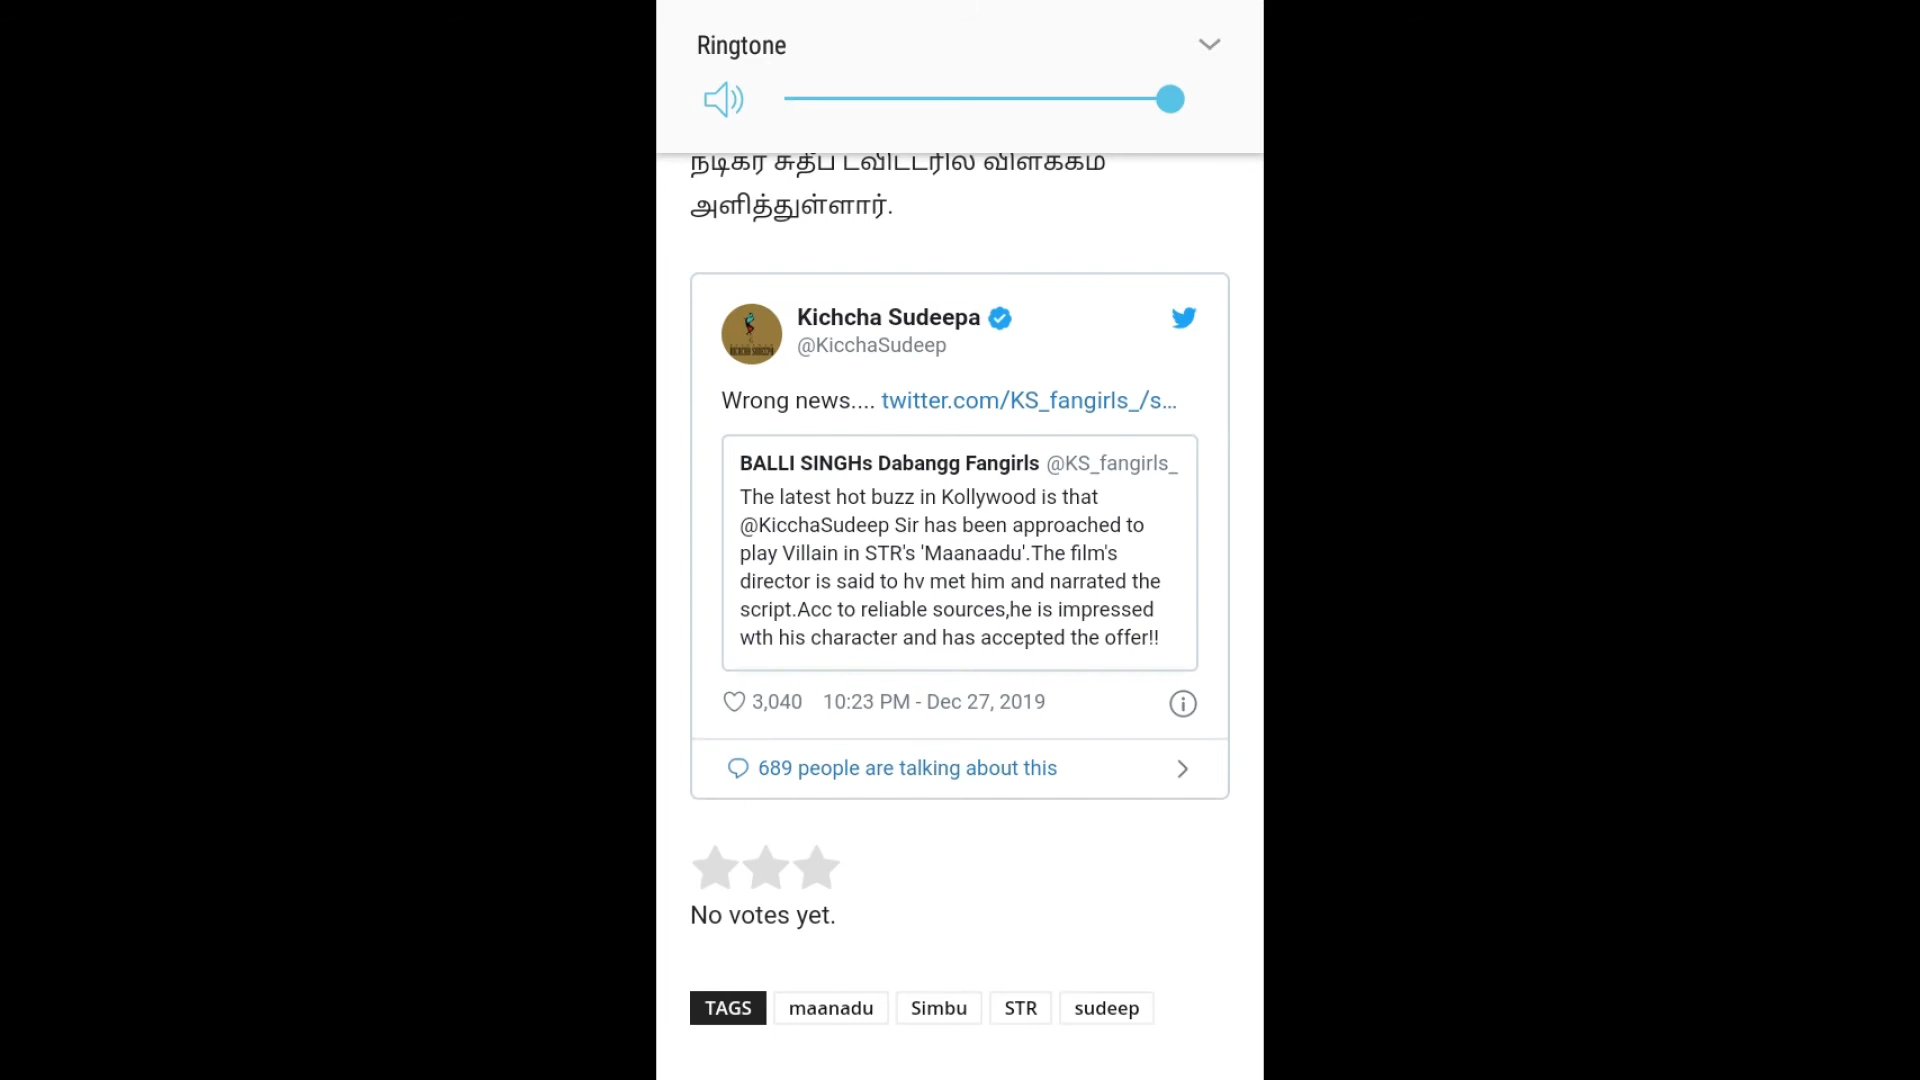 Ringtone
நடிகர் சுதீப் ட்விட்டரில் விளக்கம்
அளித்துள்ளார்.
Kichcha Sudeepa
@KicchaSudeep
Wrong news.... twitter.com/KS_fangirls_/s...
BALLI SINGHs Dabangg Fangirls @KS_fangirls_
The latest hot buzz in Kollywood is that
@KicchaSudeep Sir has been approached to
play Villain in STR's 'Maanaadu'.The film's
director is said to hv met him and narrated the
script.Acc to reliable sources,he is impressed
wth his character and has accepted the offer!!
3,040 10:23 PM - Dec 27, 2019
689 people are talking about this
No votes yet.
TAGS maanadu Simbu STR sudeep